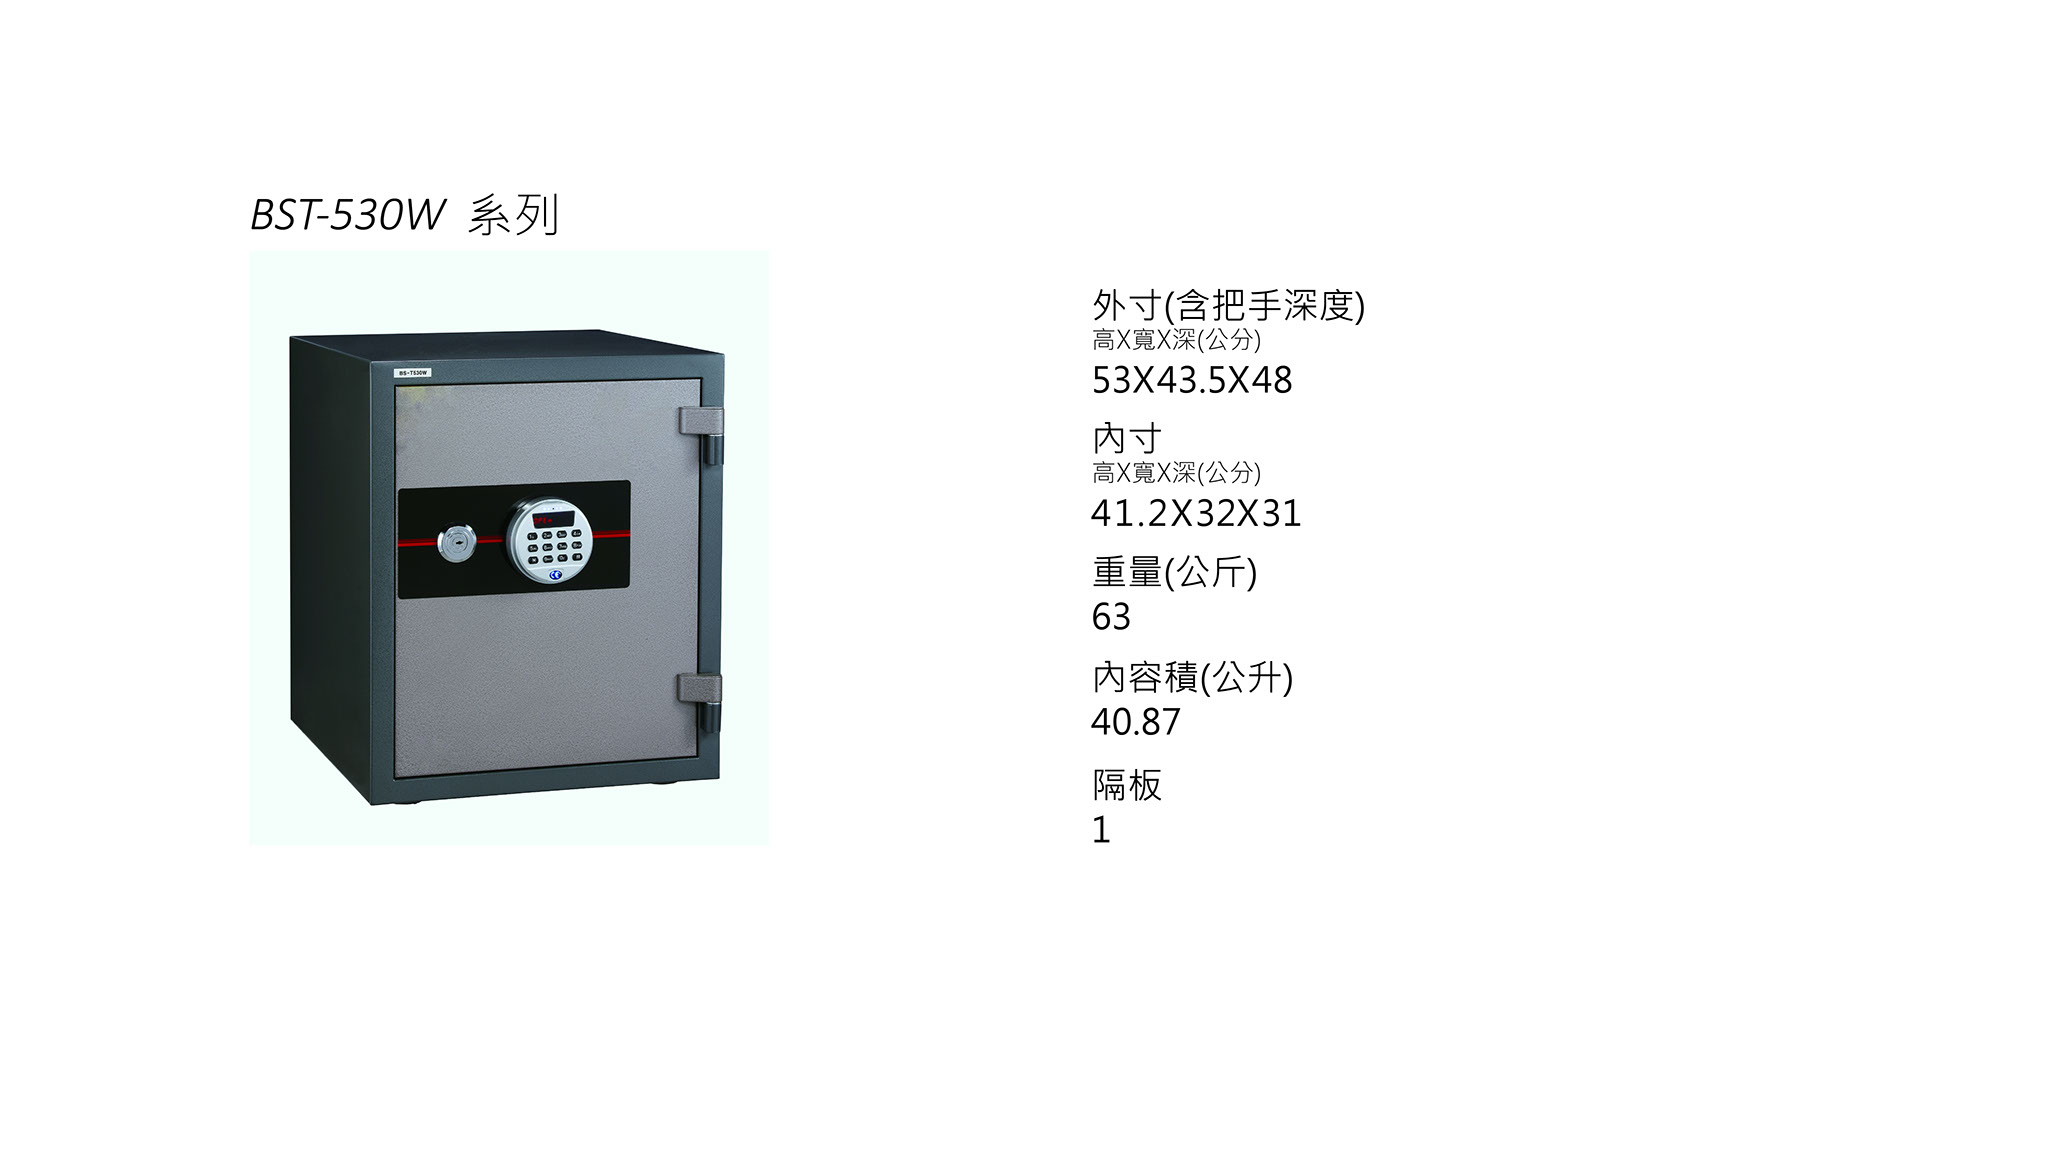 BST-530W 系列
BS-T530W
外寸(含把手深度)
高X寬X深(公分)
53X43.5X48
內寸
高X寬X深(公分)
41.2X32X31
重量(公斤)
63
內容積(公升)
40.87
隔板
1